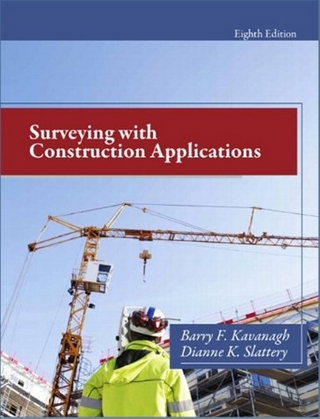 Eighth Edition
Surveying with
Construction Applications
Barry F. Kavanagh
Dianne K. Slattery